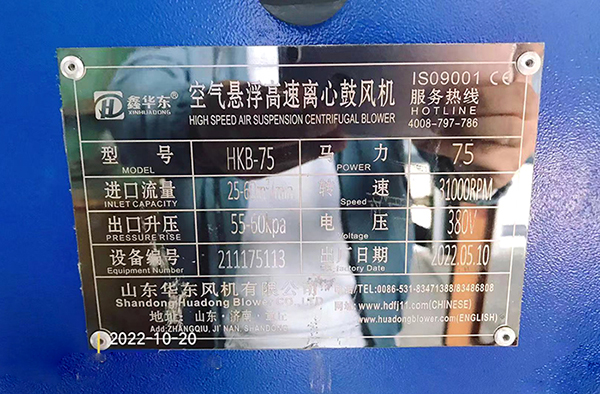 鑫华东
XINHUADONG
空气悬浮高速离心鼓风机
HIGH SPEED AIR SUSPENSION CENTRIFUGAL BLOWER
ISO9001 CE
服务热线
HOTLINE
4008-797-786
型号 HKB-75 马力 75
MODEL POWER
进口流量 转速 31000RPM
INLET CAPACITY Speed
出口升压 55-60kpa 电压 380V
PRESSURE RISE Voltage
设备编号 211175113 出厂日期 2022.05.10
Equipment Number Factory Date
山东华东风机有限公司 TEL:0086-531-83471388/83486808
Shandong Huadong Blower CO.,LTD. 网址: www.hdfj11.com(CHINESE)
地址: 山东·济南·章丘 www.huadongblower.com(ENGLISH)
Add:ZHANGQIU, JI'NAN, SHANDONG
2022-10-20